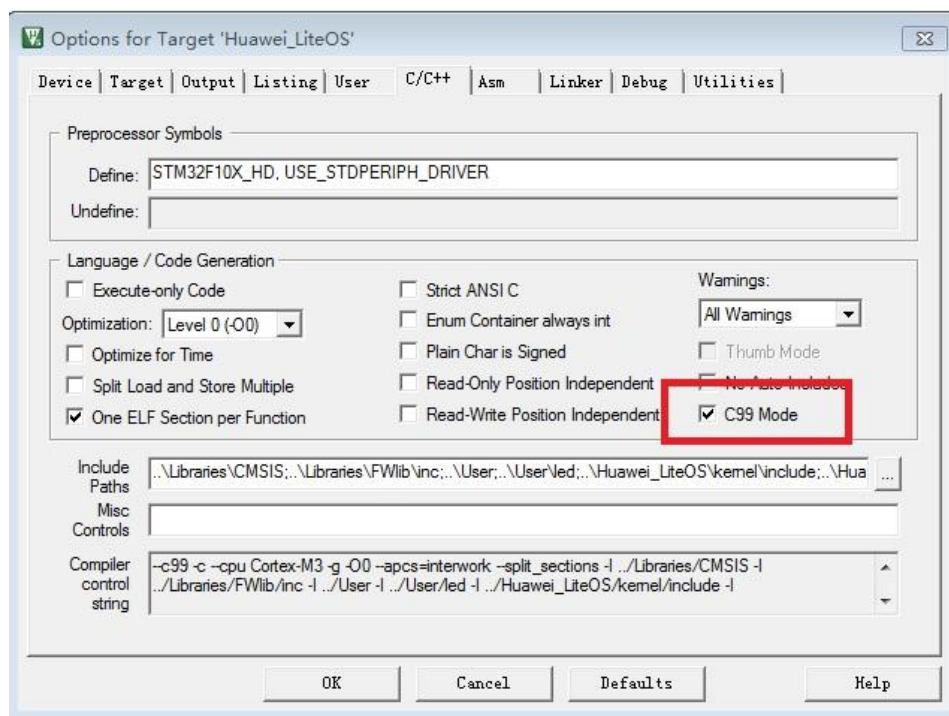 Options for Target 'Huawei_LiteOS'
Device | Target | Output | Listing | User | C/C++ | Asm | Linker | Debug | Utilities
Preprocessor Symbols
Define: STM32F10X_HD, USE_STDPERIPH_DRIVER
Undefine:
Language / Code Generation
Execute-only Code
Strict ANSI C
Warnings:
Optimization: Level 0 (-O0)
Enum Container always int
All Warnings
Optimize for Time
Plain Char is Signed
Thumb Mode
Split Load and Store Multiple
Read-Only Position Independent
No Auto Includes
One ELF Section per Function
Read-Write Position Independent
C99 Mode
Include Paths
..\Libraries\CMSIS;..\Libraries\FWlib\inc;..\User;..\User\led;..\Huawei_LiteOS\kernel\include;..\Hua
...
Misc Controls
Compiler control string
--c99 -c --cpu Cortex-M3 -g -O0 --apcs=interwork --split_sections -I ../Libraries/CMSIS -I
../Libraries/FWlib/inc -I ../User -I ../User/led -I ../Huawei_LiteOS/kernel/include -I
OK
Cancel
Defaults
Help